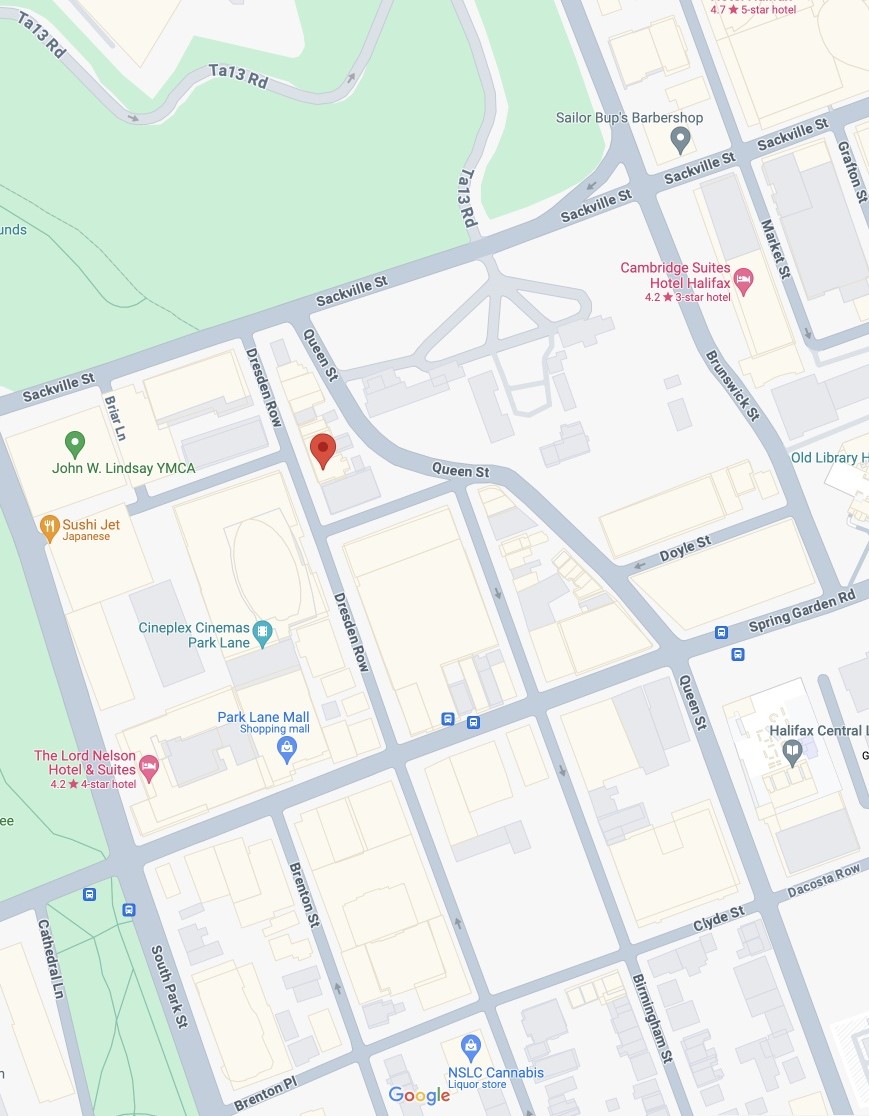 Ta13 Rd
Ta13 Rd
4.7 ★ 5-star hotel
Sailor Bup's Barbershop
Sackville St
Sackville St
Grafton St
Ta13 Rd
Sackville St
unds
Market St
Cambridge Suites
Hotel Halifax
4.2 ★ 3-star hotel
Sackville St
Queen St
Dresden Row
Brunswick St
Sackville St
Briar Ln
John W. Lindsay YMCA
Queen St
Old Library H
Sushi Jet
Japanese
Doyle St
Spring Garden Rd
Dresden Row
Cineplex Cinemas
Park Lane
Queen St
Park Lane Mall
Shopping mall
Halifax Central L
G
The Lord Nelson
Hotel & Suites
4.2 ★ 4-star hotel
ee
Dacosta Row
Brenton St
Clyde St
Cathedral Ln
South Park St
Birmingham St
NSLC Cannabis
Liquor store
n
Brenton Pl
Google